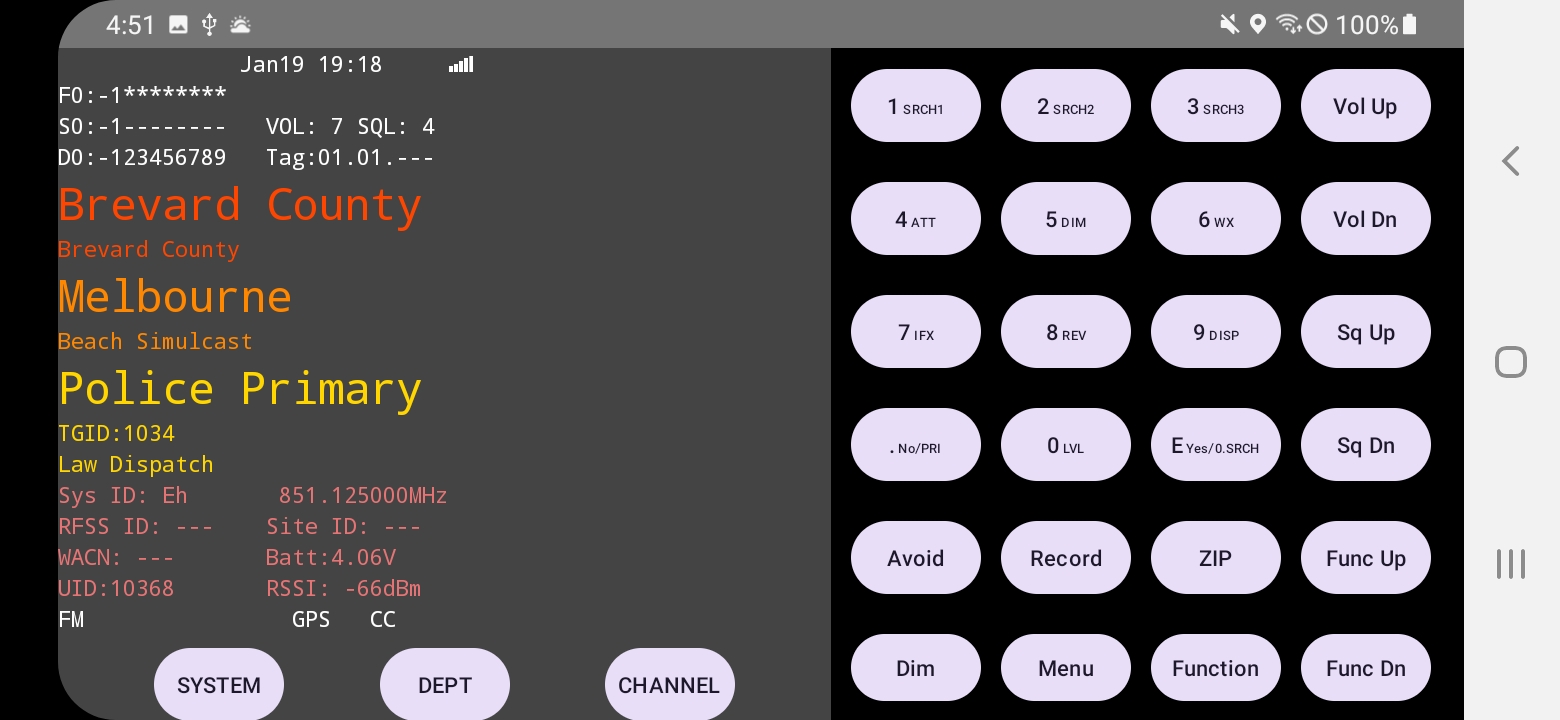 4:51 100%
Jan19 19:18
F0:-1********
S0:-1-------- VOL: 7 SQL: 4
D0:-123456789 Tag:01.01.---
Brevard County
Brevard County
Melbourne
Beach Simulcast
Police Primary
TGID:1034
Law Dispatch
Sys ID: Eh 851.125000MHz
RFSS ID: --- Site ID: ---
WACN: --- Batt:4.06V
UID:10368 RSSI: -66dBm
FM GPS CC
SYSTEM DEPT CHANNEL
1 SRCH1 2 SRCH2 3 SRCH3 Vol Up
4 ATT 5 DIM 6 WX Vol Dn
7 IFX 8 REV 9 DISP Sq Up
. No/PRI 0 LVL E Yes/0.SRCH Sq Dn
Avoid Record ZIP Func Up
Dim Menu Function Func Dn